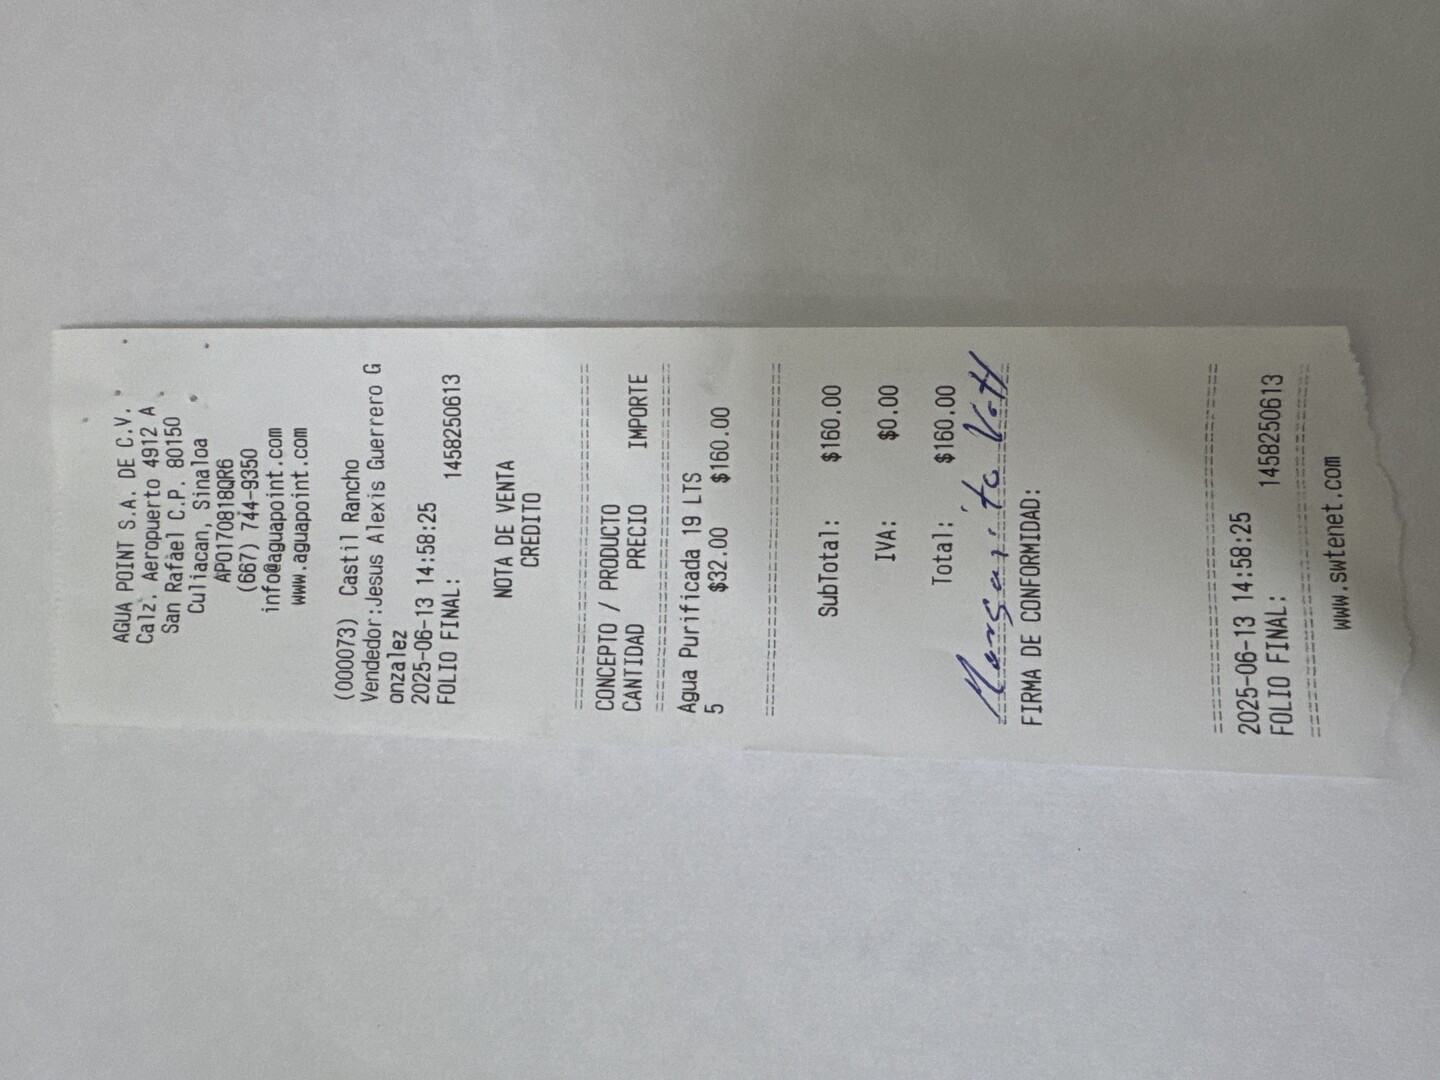 AGUA POINT S.A. DE C.V.
Calz. Aeropuerto 4912 A
San Rafael C.P. 80150
Culiacan, Sinaloa
APO170818QR6
(667) 744-9350
info@aguapoint.com
www.aguapoint.com
(000073) Castil Rancho
Vendedor:Jesus Alexis Guerrero G
onzalez
2025-06-13 14:58:25
FOLIO FINAL: 1458250613
NOTA DE VENTA
CREDITO
================================
CONCEPTO / PRODUCTO
CANTIDAD PRECIO IMPORTE
================================
Agua Purificada 19 LTS
5 $32.00 $160.00
================================
SubTotal: $160.00
IVA: $0.00
Total: $160.00
Margarita
================================
FIRMA DE CONFORMIDAD:
================================
2025-06-13 14:58:25
FOLIO FINAL: 1458250613
================================
www.swtenet.com